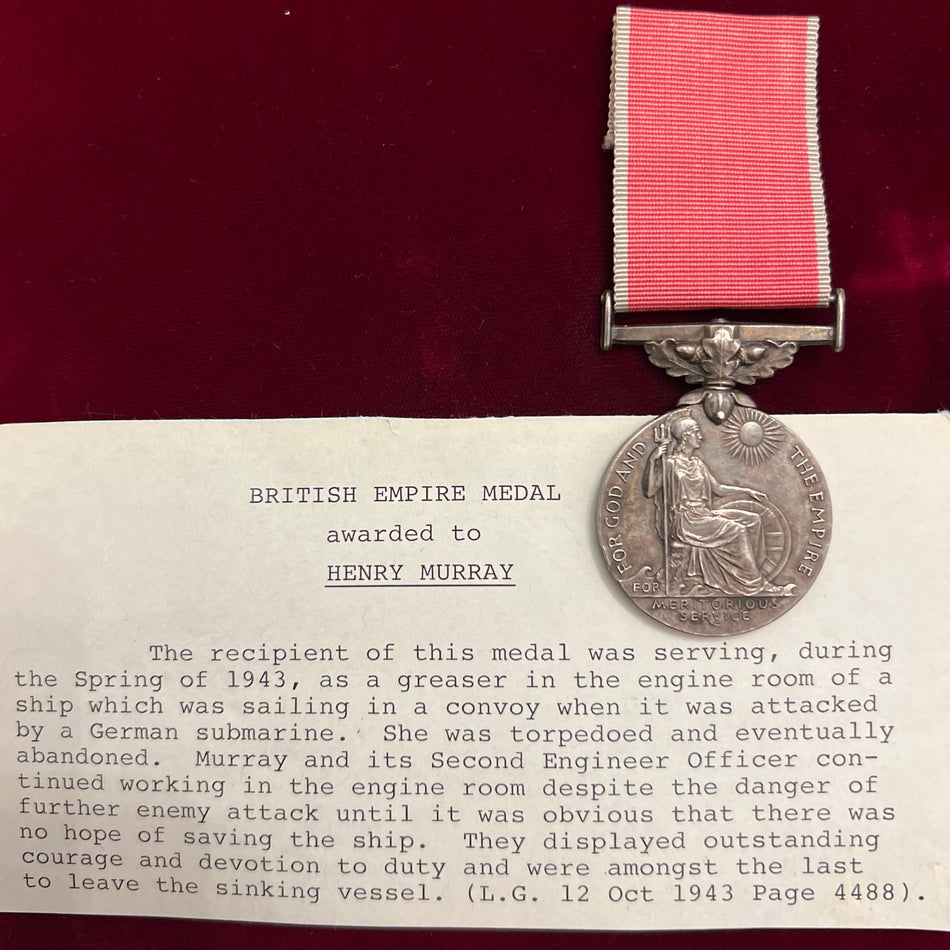 FOR GOD AND
THE EMPIRE
FOR
MERITORIOUS
SERVICE
BRITISH EMPIRE MEDAL
awarded to
HENRY MURRAY
The recipient of this medal was serving, during
the Spring of 1943, as a greaser in the engine room of a
ship which was sailing in a convoy when it was attacked
by a German submarine. She was torpedoed and eventually
abandoned. Murray and its Second Engineer Officer con-
tinued working in the engine room despite the danger of
further enemy attack until it was obvious that there was
no hope of saving the ship. They displayed outstanding
courage and devotion to duty and were amongst the last
to leave the sinking vessel. (L.G. 12 Oct 1943 Page 4488).